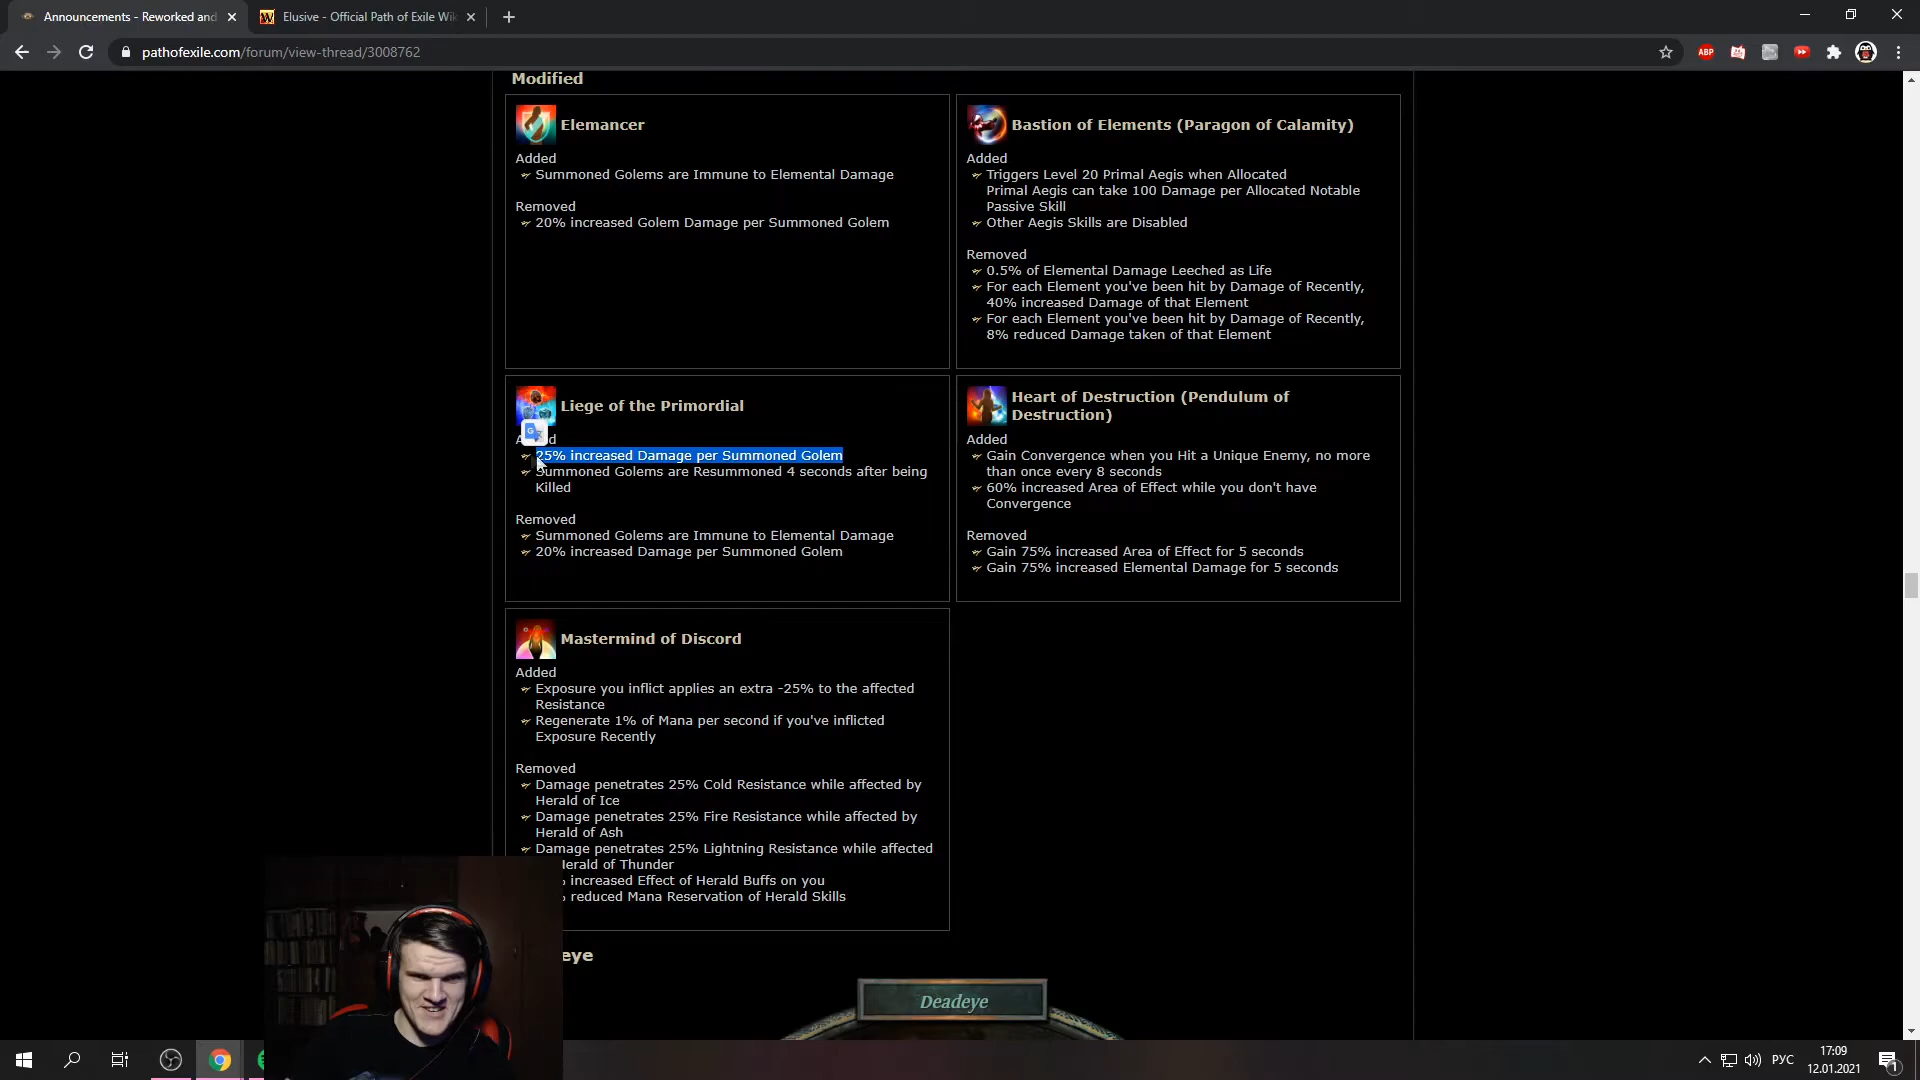 Announcements - Reworked and
Elusive - Official Path of Exile Wik
pathofexile.com/forum/view-thread/3008762
ABP
Modified
Elemancer
Added
Summoned Golems are Immune to Elemental Damage
Removed
20% increased Golem Damage per Summoned Golem
Bastion of Elements (Paragon of Calamity)
Added
Triggers Level 20 Primal Aegis when Allocated
Primal Aegis can take 100 Damage per Allocated Notable
Passive Skill
Other Aegis Skills are Disabled
Removed
0.5% of Elemental Damage Leeched as Life
For each Element you've been hit by Damage of Recently,
40% increased Damage of that Element
For each Element you've been hit by Damage of Recently,
8% reduced Damage taken of that Element
Liege of the Primordial
25% increased Damage per Summoned Golem
Summoned Golems are Resummoned 4 seconds after being
Killed
Removed
Summoned Golems are Immune to Elemental Damage
20% increased Damage per Summoned Golem
Heart of Destruction (Pendulum of
Destruction)
Added
Gain Convergence when you Hit a Unique Enemy, no more
than once every 8 seconds
60% increased Area of Effect while you don't have
Convergence
Removed
Gain 75% increased Area of Effect for 5 seconds
Gain 75% increased Elemental Damage for 5 seconds
Mastermind of Discord
Added
Exposure you inflict applies an extra -25% to the affected
Resistance
Regenerate 1% of Mana per second if you've inflicted
Exposure Recently
Removed
Damage penetrates 25% Cold Resistance while affected by
Herald of Ice
Damage penetrates 25% Fire Resistance while affected by
Herald of Ash
Damage penetrates 25% Lightning Resistance while affected
Herald of Thunder
increased Effect of Herald Buffs on you
reduced Mana Reservation of Herald Skills
eye
Deadeye
РУС
17:09
12.01.2021
1